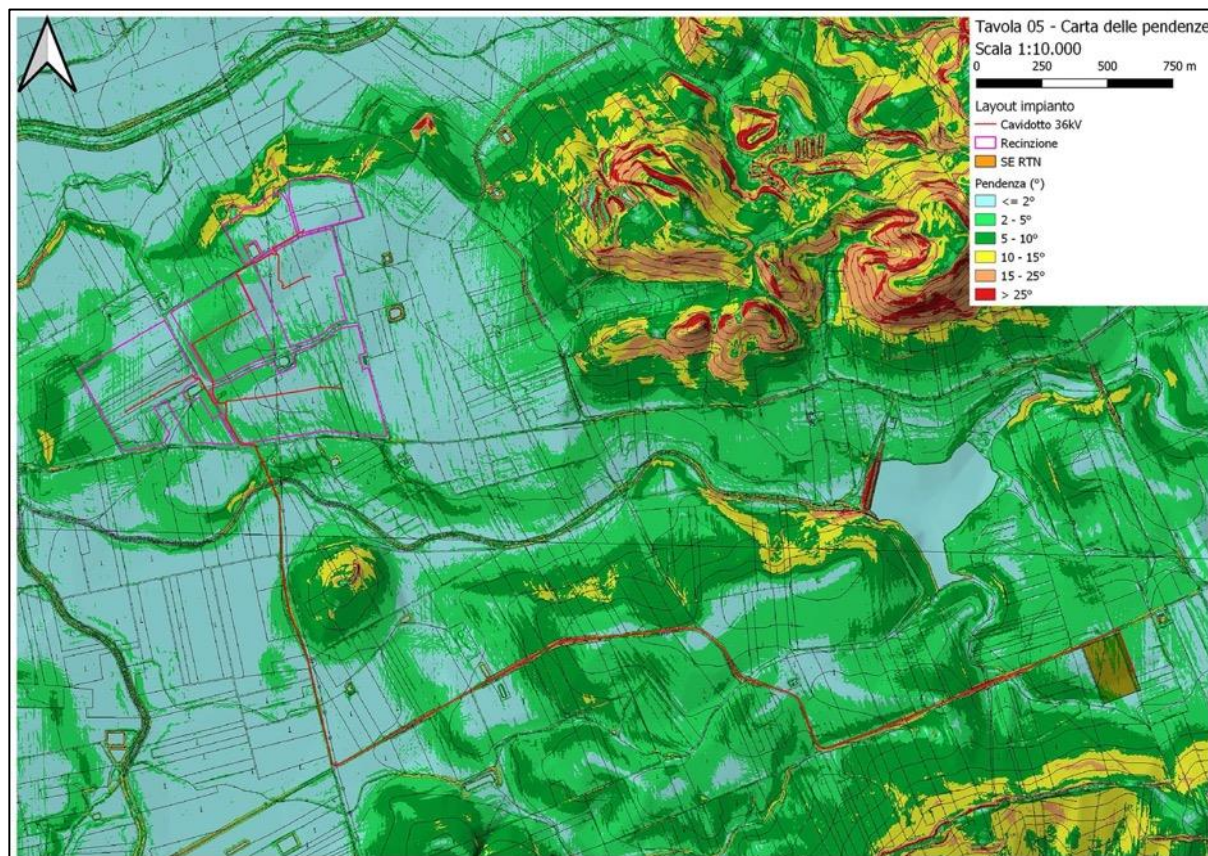 Tavola 05 - Carta delle pendenze
Scala 1:10.000
0 250 500 750 m
Layout impianto
Cavidotto 36kV
Recinzione
SE RTN
Pendenza (°)
<= 2°
2 - 5°
5 - 10°
10 - 15°
15 - 25°
> 25°